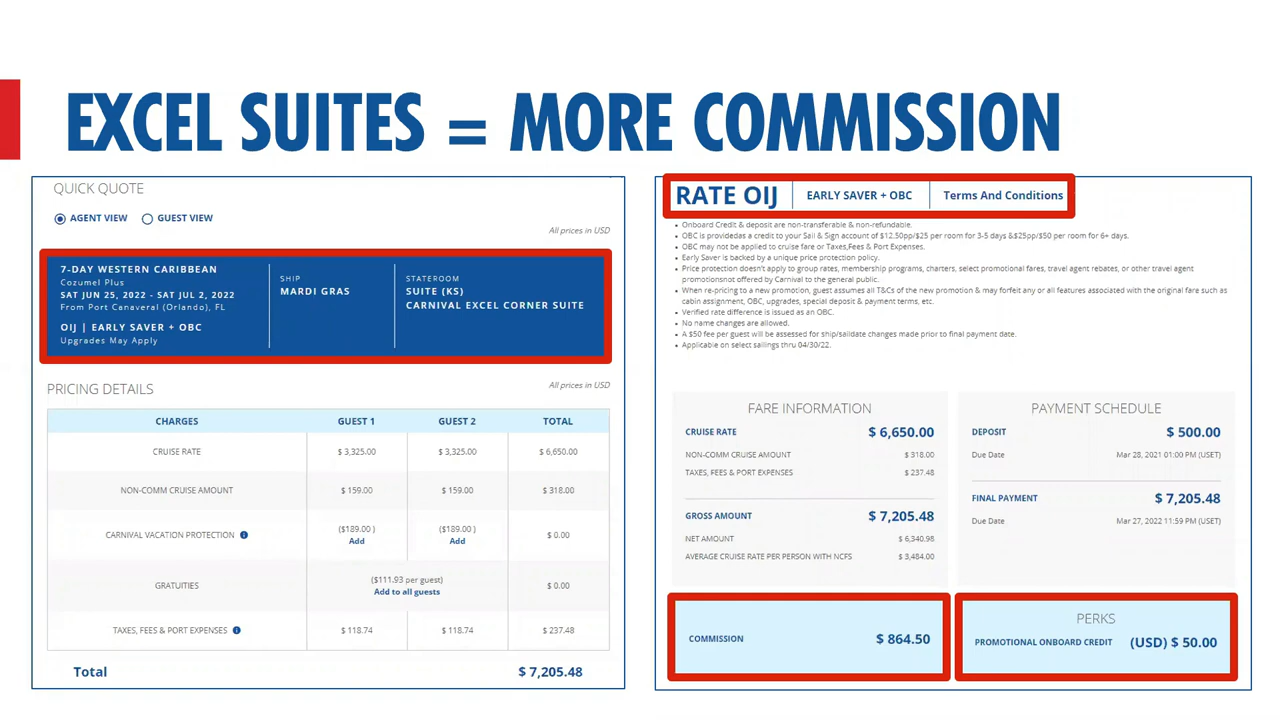 EXCEL SUITES = MORE COMMISSION
QUICK QUOTE
AGENT VIEW GUEST VIEW
All prices in USD
7-DAY WESTERN CARIBBEAN
Cozumel Plus
SAT JUN 25, 2022 - SAT JUL 2, 2022
From Port Canaveral (Orlando), FL
OIJ | EARLY SAVER + OBC
Upgrades May Apply
SHIP
MARDI GRAS
STATEROOM
SUITE (KS)
CARNIVAL EXCEL CORNER SUITE
PRICING DETAILS
All prices in USD
CHARGES GUEST 1 GUEST 2 TOTAL
CRUISE RATE $ 3,325.00 $ 3,325.00 $ 6,650.00
NON-COMM CRUISE AMOUNT $ 159.00 $ 159.00 $ 318.00
CARNIVAL VACATION PROTECTION ($189.00 ) Add ($189.00 ) Add $ 0.00
GRATUITIES ($111.93 per guest) Add to all guests $ 0.00
TAXES, FEES & PORT EXPENSES $ 118.74 $ 118.74 $ 237.48
Total $ 7,205.48
RATE OIJ EARLY SAVER + OBC Terms And Conditions
• Onboard Credit & deposit are non-transferable & non-refundable.
• OBC is providedas a credit to your Sail & Sign account of $12.50pp/$25 per room for 3-5 days &$25pp/$50 per room for 6+ days.
• OBC may not be applied to cruise fare or Taxes,Fees & Port Expenses.
• Early Saver is backed by a unique price protection policy.
• Price protection doesn't apply to group rates, membership programs, charters, select promotional fares, travel agent rebates, or other travel agent
promotionsnot offered by Carnival to the general public.
• When re-pricing to a new promotion, guest assumes all T&Cs of the new promotion & may forfeit any or all features associated with the original fare such as
cabin assignment, OBC, upgrades, special deposit & payment terms, etc.
• Verified rate difference is issued as an OBC.
• No name changes are allowed.
• A $50 fee per guest will be assessed for ship/saildate changes made prior to final payment date.
• Applicable on select sailings thru 04/30/22.
FARE INFORMATION
CRUISE RATE $ 6,650.00
NON-COMM CRUISE AMOUNT $ 318.00
TAXES, FEES & PORT EXPENSES $ 237.48
GROSS AMOUNT $ 7,205.48
NET AMOUNT $ 6,340.98
AVERAGE CRUISE RATE PER PERSON WITH NCFS $ 3,484.00
COMMISSION $ 864.50
PAYMENT SCHEDULE
DEPOSIT $ 500.00
Due Date Mar 28, 2021 01:00 PM (USET)
FINAL PAYMENT $ 7,205.48
Due Date Mar 27, 2022 11:59 PM (USET)
PERKS
PROMOTIONAL ONBOARD CREDIT (USD) $ 50.00